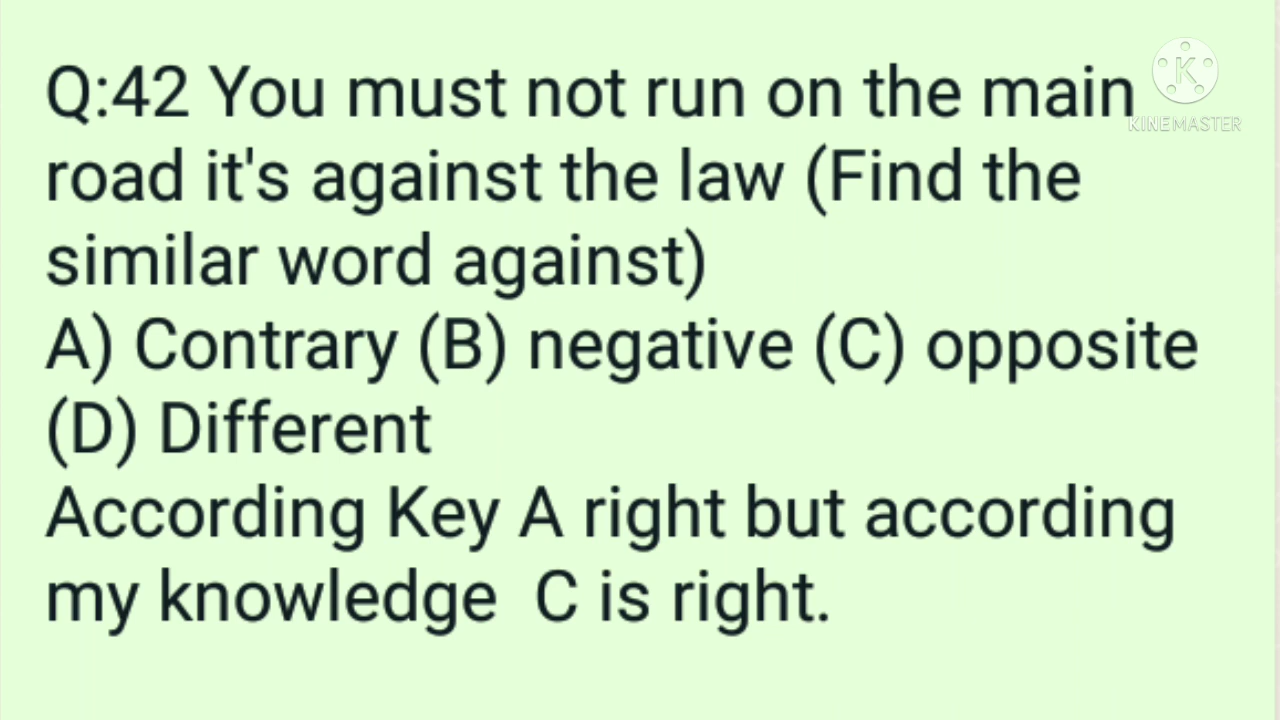 Q:42 You must not run on the main
K
KINEMASTER
road it's against the law (Find the
similar word against)
A) Contrary (B) negative (C) opposite
(D) Different
According Key A right but according
my knowledge  C is right.